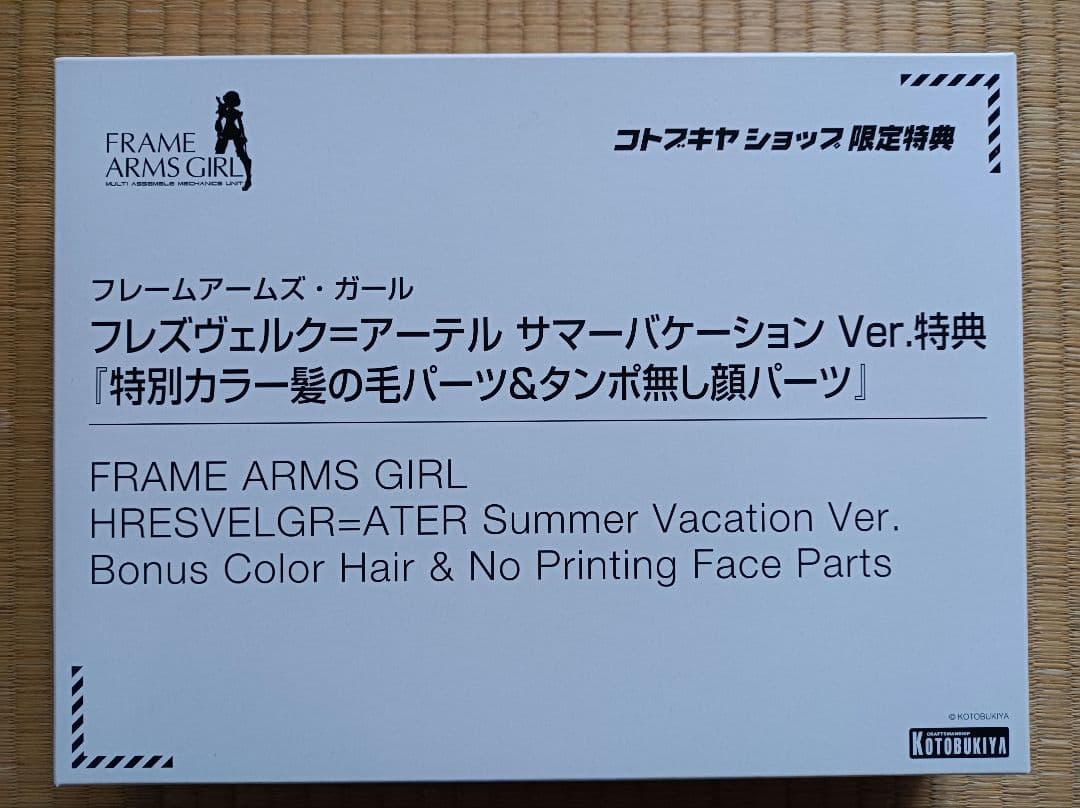 FRAME
ARMS GIRL
MULTI ASSEMBLE MECHANICS UNIT
コトブキヤ ショップ 限定特典
フレームアームズ・ガール
フレズヴェルク=アーテル サマーバケーション Ver.特典
『特別カラー髪の毛パーツ&タンポ無し顔パーツ』
FRAME ARMS GIRL
HRESVELGR=ATER Summer Vacation Ver.
Bonus Color Hair & No Printing Face Parts
© KOTOBUKIYA
CRAFTSMANSHIP
KOTOBUKIYA